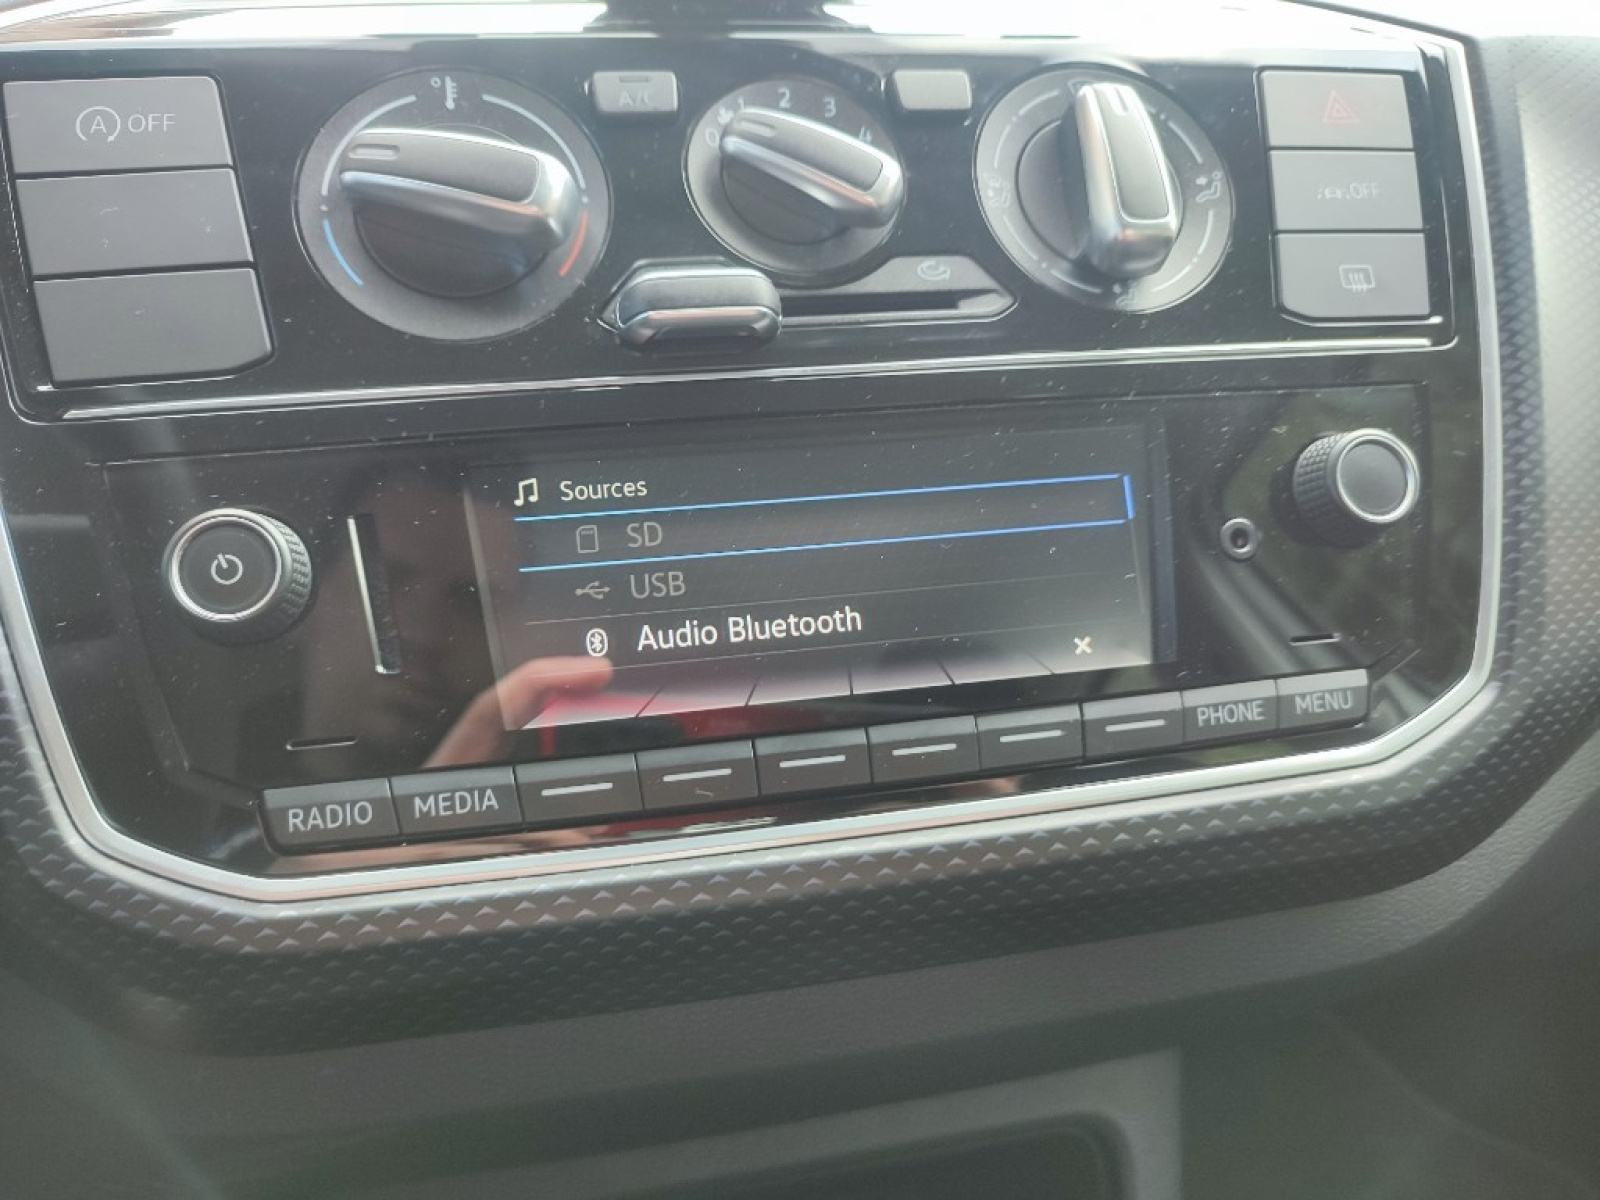 A OFF
A/C
0 1 2 3 4
OFF
Sources
SD
USB
Audio Bluetooth
RADIO
MEDIA
PHONE
MENU